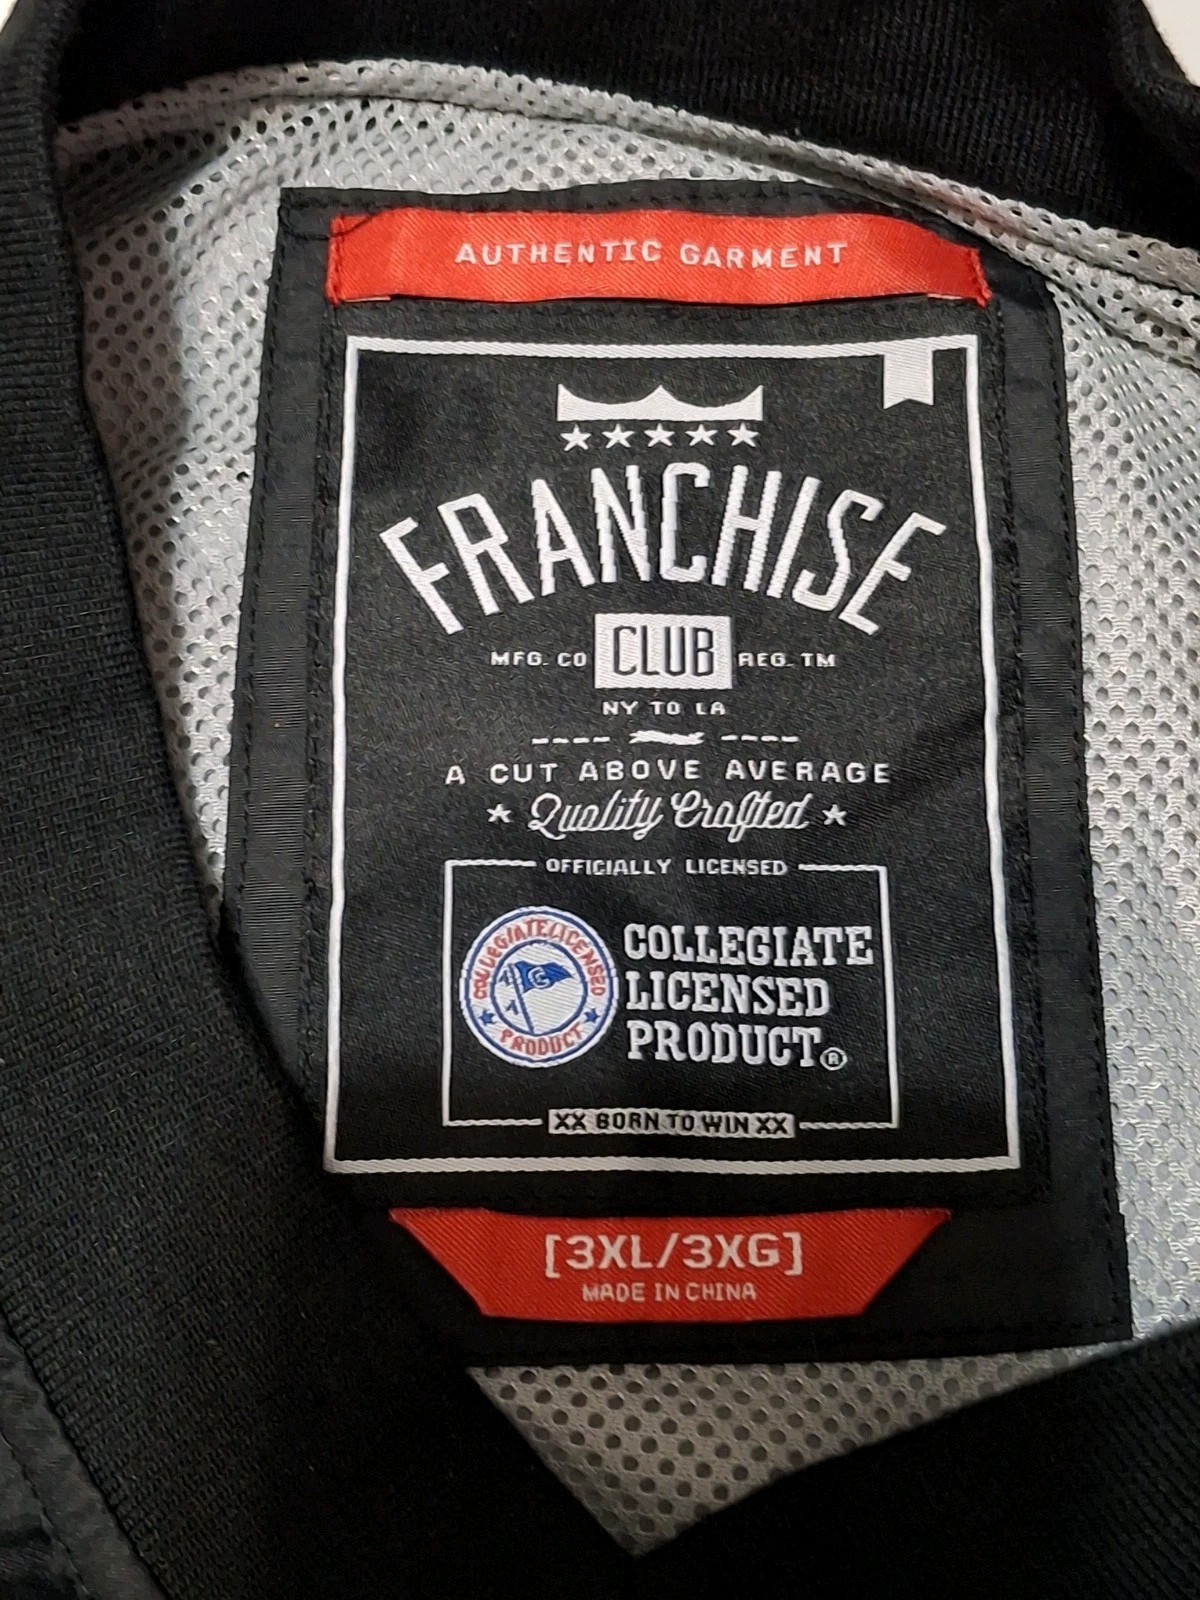 AUTHENTIC GARMENT
FRANCHISE
MFG. CO CLUB REG. TM
NY TO LA
A CUT ABOVE AVERAGE
Quality Crafted
OFFICIALLY LICENSED
COLLEGIATE LICENSED
PRODUCT
COLLEGIATE
LICENSED
PRODUCT®
XX BORN TO WIN XX
[3XL/3XG]
MADE IN CHINA